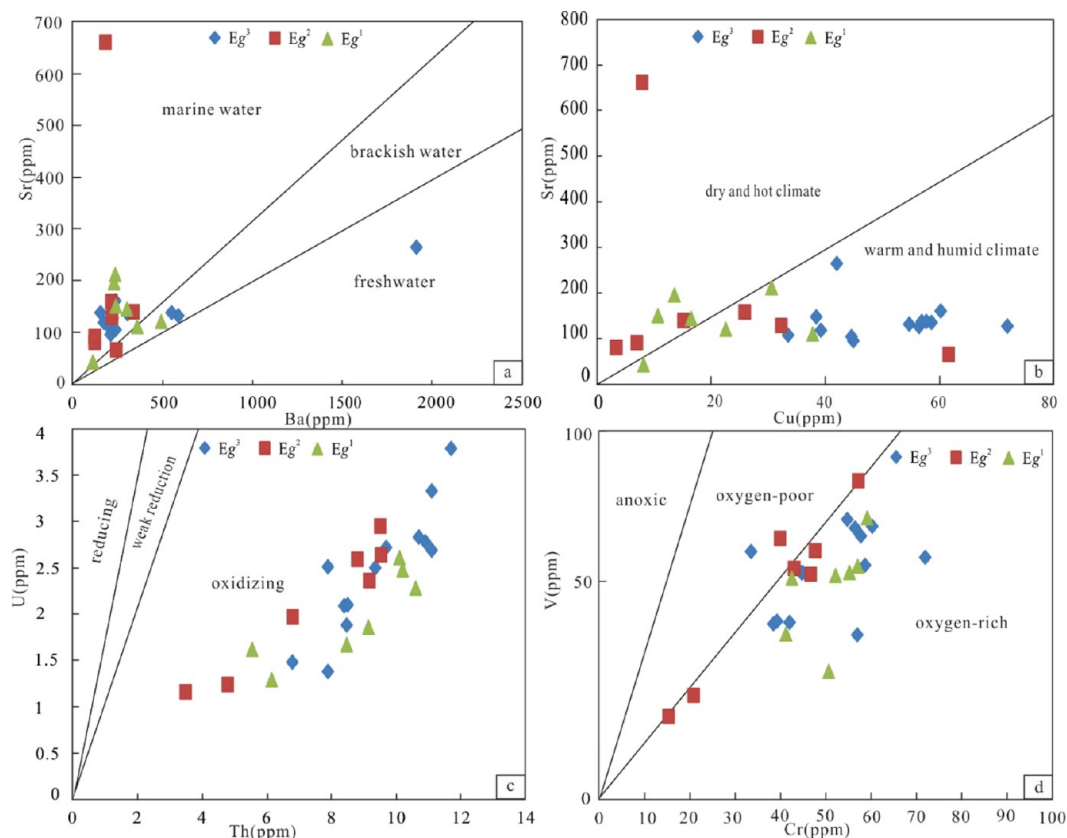 700
600
500
400
300
200
100
0
Sr(ppm)
Eg³ Eg² Eg¹
marine water
brackish water
freshwater
a
0 500 1000 1500 2000 2500
Ba(ppm)
800
700
600
500
400
300
200
100
0
Sr(ppm)
Eg³ Eg² Eg¹
dry and hot climate
warm and humid climate
b
0 20 40 60 80
Cu(ppm)
4
3.5
3
2.5
2
1.5
1
0.5
0
U(ppm)
Eg³ Eg² Eg¹
reducing
weak reduction
oxidizing
c
0 2 4 6 8 10 12 14
Th(ppm)
100
50
0
V(ppm)
Eg³ Eg² Eg¹
anoxic
oxygen-poor
oxygen-rich
d
0 10 20 30 40 50 60 70 80 90 100
Cr(ppm)